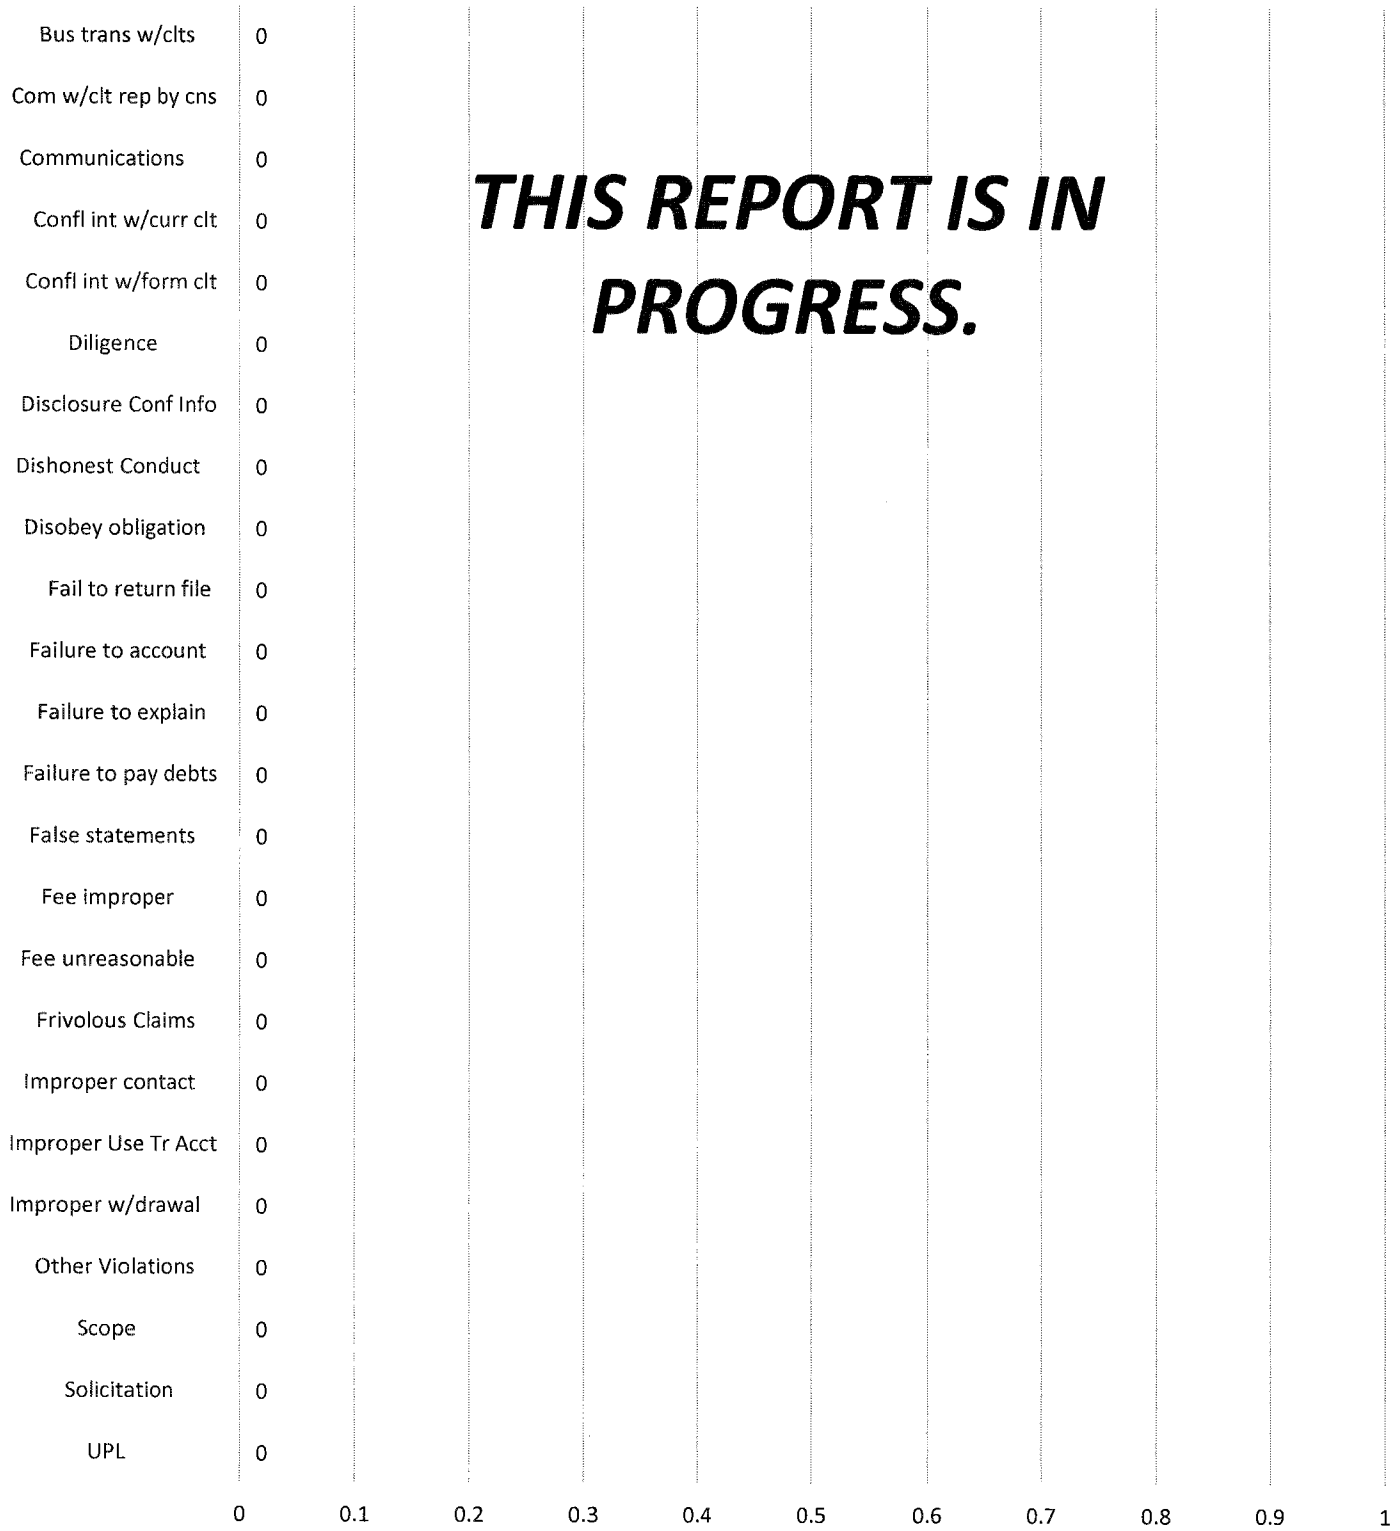 Bus trans w/clts 0
Com w/clt rep by cns 0
Communications 0
THIS REPORT IS IN
Confl int w/curr clt 0
Confl int w/form clt 0
PROGRESS.
Diligence 0
Disclosure Conf Info 0
Dishonest Conduct 0
Disobey obligation 0
Fail to return file 0
Failure to account 0
Failure to explain 0
Failure to pay debts 0
False statements 0
Fee improper 0
Fee unreasonable 0
Frivolous Claims 0
Improper contact 0
Improper Use Tr Acct 0
Improper w/drawal 0
Other Violations 0
Scope 0
Solicitation 0
UPL 0
0 0.1 0.2 0.3 0.4 0.5 0.6 0.7 0.8 0.9 1